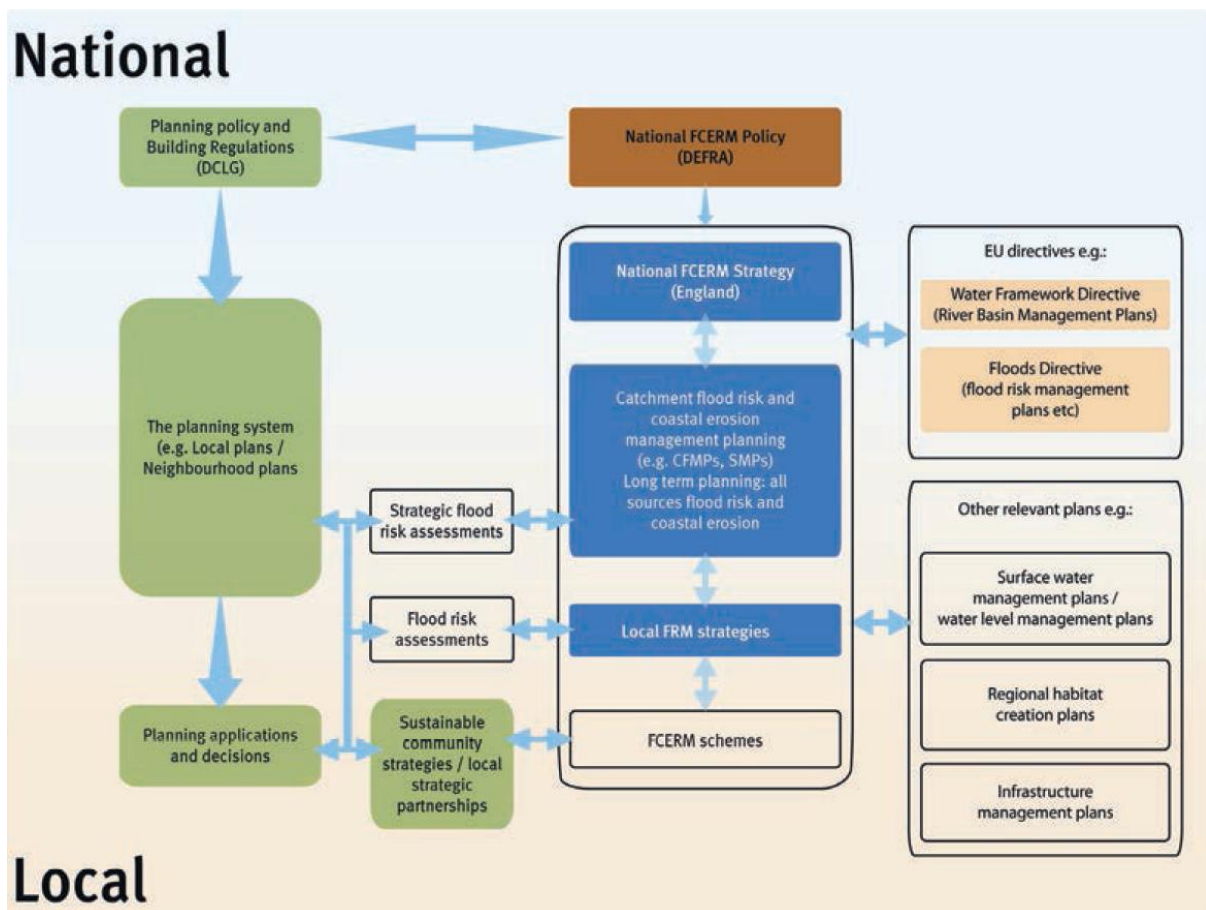 National
Planning policy and
Building Regulations
(DCLG)
National FCERM Policy
(DEFRA)
National FCERM Strategy
(England)
EU directives e.g.:
Water Framework Directive
(River Basin Management Plans)
Floods Directive
(flood risk management
plans etc)
The planning system
(e.g. Local plans /
Neighbourhood plans
Catchment flood risk and
coastal erosion
management planning
(e.g. CFMPs, SMPs)
Long term planning: all
sources flood risk and
coastal erosion
Strategic flood
risk assessments
Other relevant plans e.g.:
Surface water
management plans /
water level management plans
Flood risk
assessments
Local FRM strategies
Regional habitat
creation plans
Planning applications
and decisions
Sustainable
community
strategies / local
strategic
partnerships
FCERM schemes
Infrastructure
management plans
Local